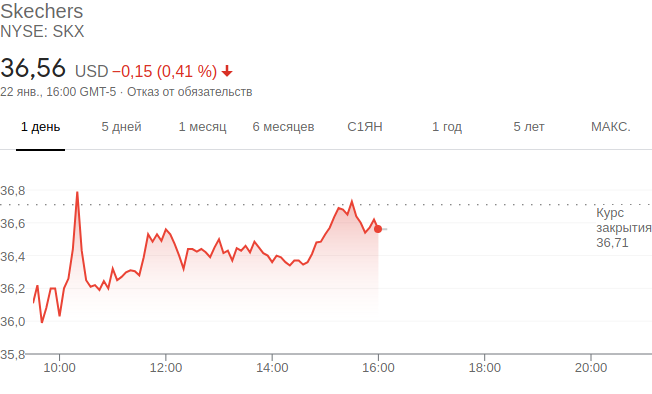 Skechers
NYSE: SKX
36,56 USD −0,15 (0,41 %)
22 янв., 16:00 GMT-5 · Отказ от обязательств
1 день 5 дней 1 месяц 6 месяцев С1ЯН 1 год 5 лет МАКС.
36,8
Курс
36,6
закрытия
36,71
36,4
36,2
36,0
35,8
10:00 12:00 14:00 16:00 18:00 20:00